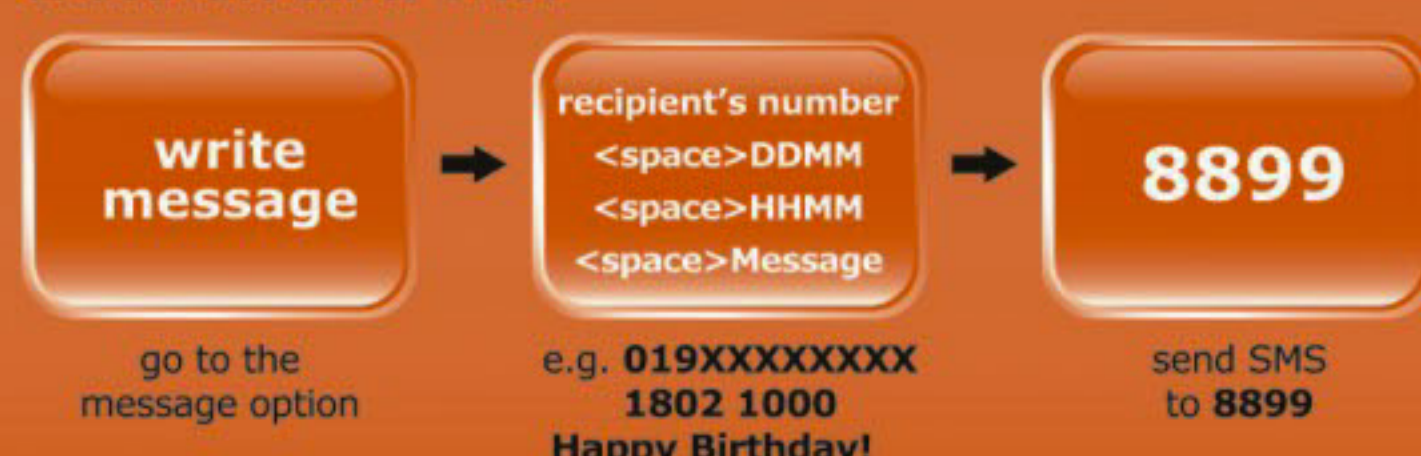 write
message
go to the
message option
recipient's number
<space>DDMM
<space>HHMM
<space>Message
e.g. 019XXXXXXXX
1802 1000
Happy Birthday!
8899
send SMS
to 8899